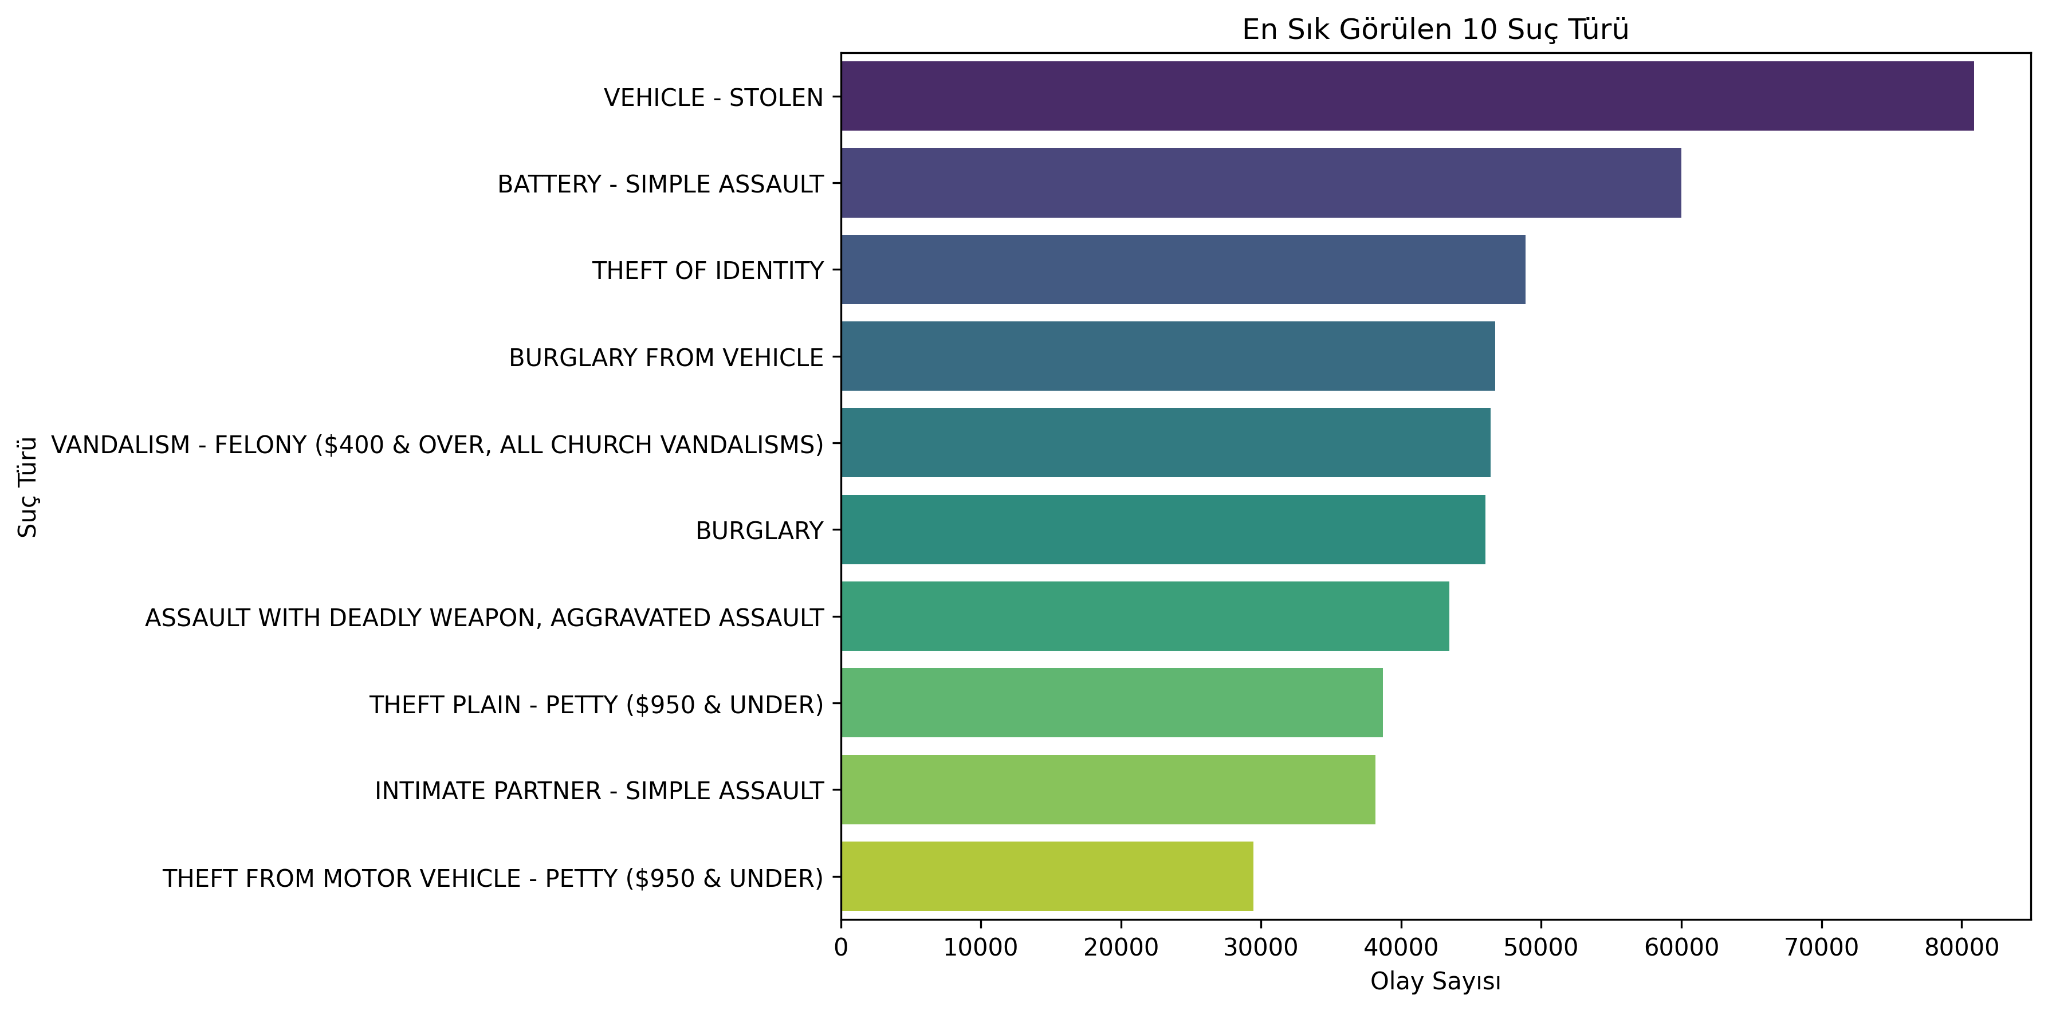 En Sık Görülen 10 Suç Türü
Suç Türü
VEHICLE - STOLEN
BATTERY - SIMPLE ASSAULT
THEFT OF IDENTITY
BURGLARY FROM VEHICLE
VANDALISM - FELONY ($400 & OVER, ALL CHURCH VANDALISMS)
BURGLARY
ASSAULT WITH DEADLY WEAPON, AGGRAVATED ASSAULT
THEFT PLAIN - PETTY ($950 & UNDER)
INTIMATE PARTNER - SIMPLE ASSAULT
THEFT FROM MOTOR VEHICLE - PETTY ($950 & UNDER)
0 10000 20000 30000 40000 50000 60000 70000 80000
Olay Sayısı